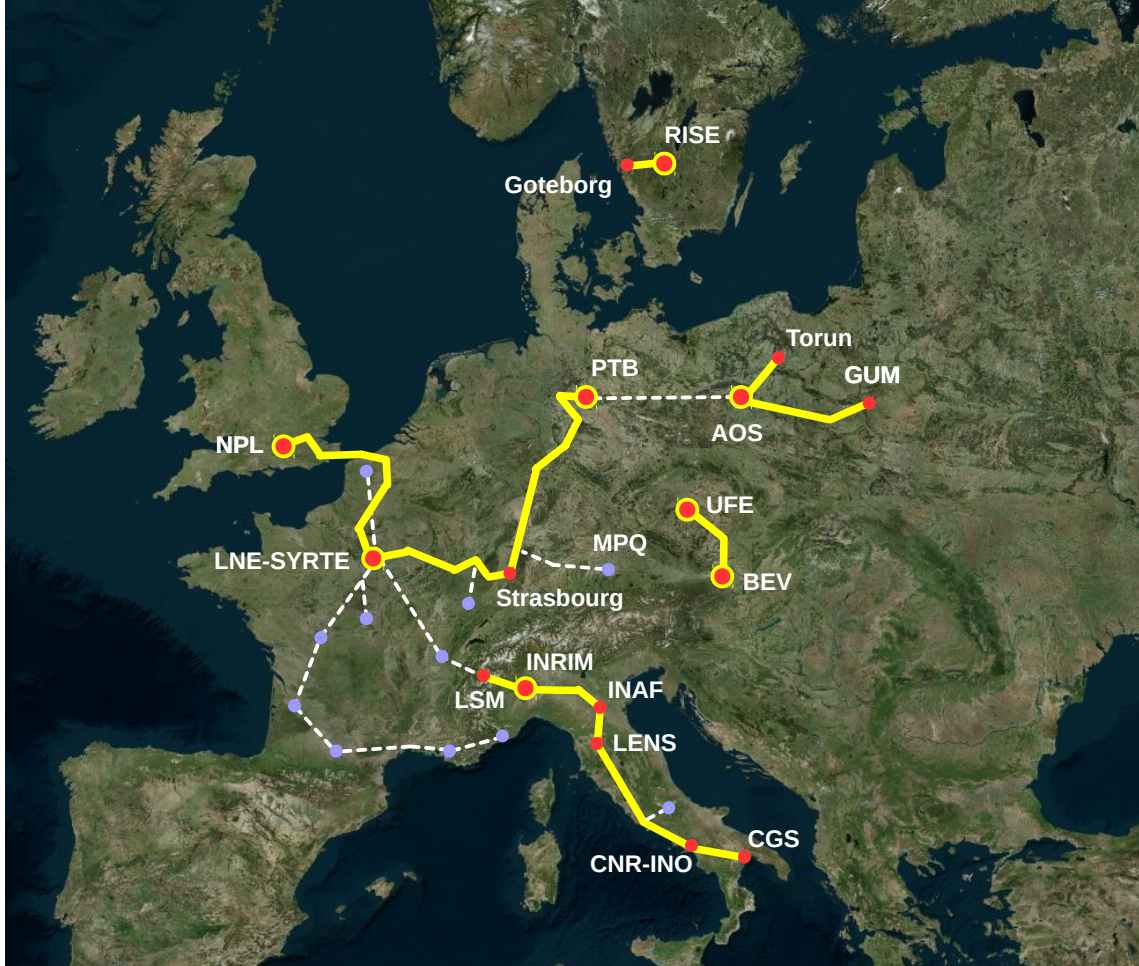 RISE
Goteborg
Torun
PTB
GUM
AOS
NPL
UFE
MPQ
LNE-SYRTE
BEV
Strasbourg
INRIM
LSM
INAF
LENS
CGS
CNR-INO